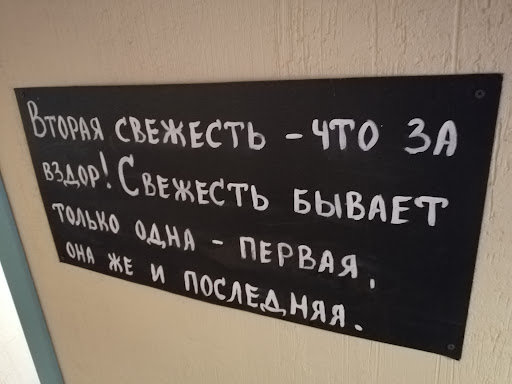 Вторая свежесть – что за
вздор! Свежесть бывает
только одна – первая,
она же и последняя.